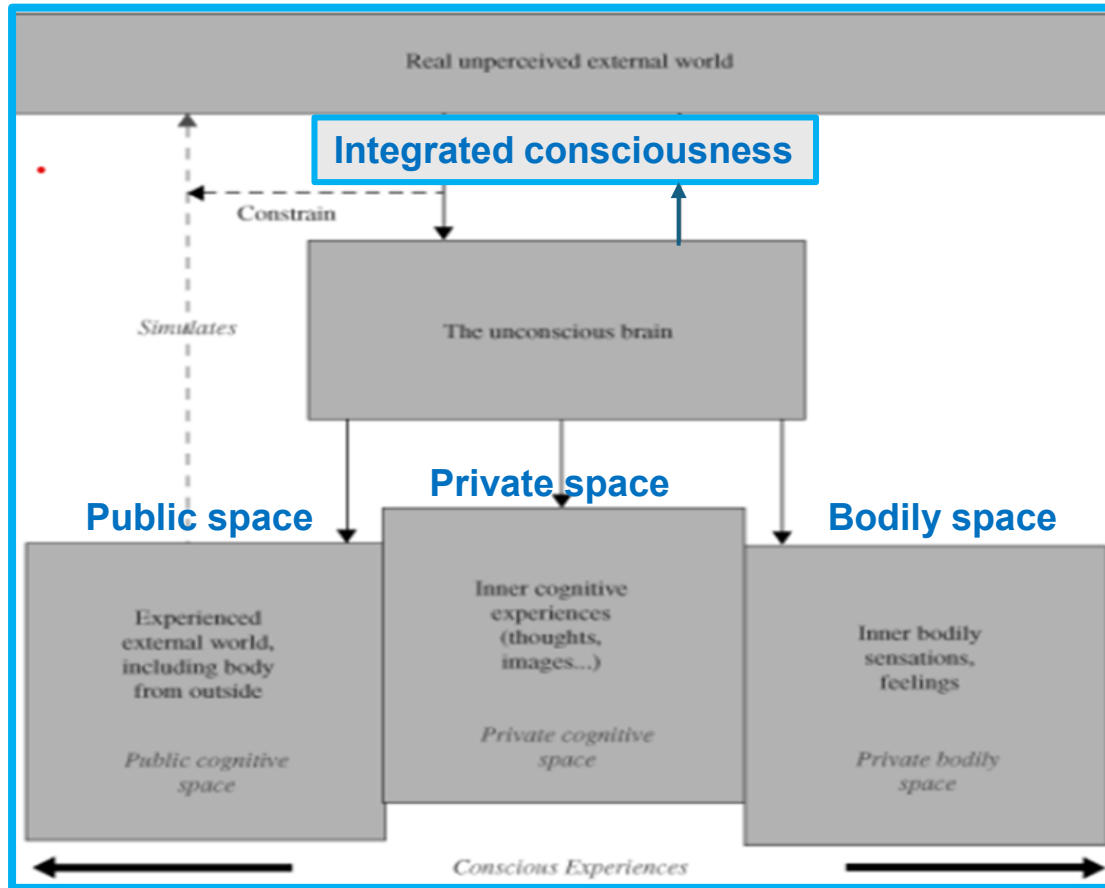 Real unperceived external world
Integrated consciousness
Constrain
Simulates
The unconscious brain
Public space
Private space
Bodily space
Experienced
external world,
including body
from outside
Public cognitive
space
Inner cognitive
experiences
(thoughts,
images...)
Private cognitive
space
Inner bodily
sensations,
feelings
Private bodily
space
Conscious Experiences